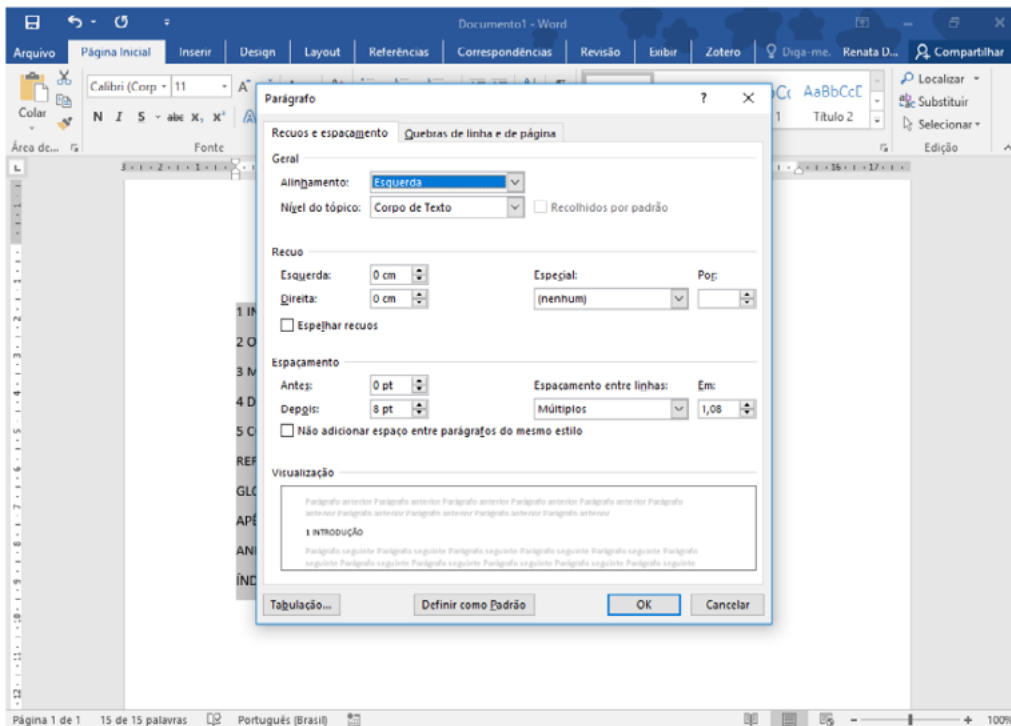 Documento1 - Word
Arquivo Página Inicial Inserir Design Layout Referências Correspondências Revisão Exibir Zotero Diga-me. Renata D... Compartilhar
Colar
Calibri (Corp 11 A
N I S abc X, X² A
Área de... Fonte
AaBbCcE
1 Título 2
Localizar
Substituir
Selecionar
Edição
Parágrafo ? ×
Recuos e espaçamento Quebras de linha e de página
Geral
Alinhamento: Esquerda
Nível do tópico: Corpo de Texto Recolhidos por padrão
Recuo
Esquerda: 0 cm Especial: Por:
Direita: 0 cm (nenhum)
Espelhar recuos
Espaçamento
Antes: 0 pt Espaçamento entre linhas: Em:
Depois: 8 pt Múltiplos 1,08
Não adicionar espaço entre parágrafos do mesmo estilo
Visualização
Parágrafo anterior Parágrafo anterior Parágrafo anterior Parágrafo anterior Parágrafo anterior Parágrafo
anterior Parágrafo anterior Parágrafo anterior Parágrafo anterior Parágrafo anterior
1 INTRODUÇÃO
Parágrafo seguinte Parágrafo seguinte Parágrafo seguinte Parágrafo seguinte Parágrafo seguinte Parágrafo
seguinte Parágrafo seguinte Parágrafo seguinte Parágrafo seguinte Parágrafo seguinte Parágrafo seguinte
Tabulação... Definir como Padrão OK Cancelar
1 IN
2 O
3 M
4 D
5 C
REF
GLO
APÊ
ANE
ÍND
Página 1 de 1 15 de 15 palavras Português (Brasil) 100%